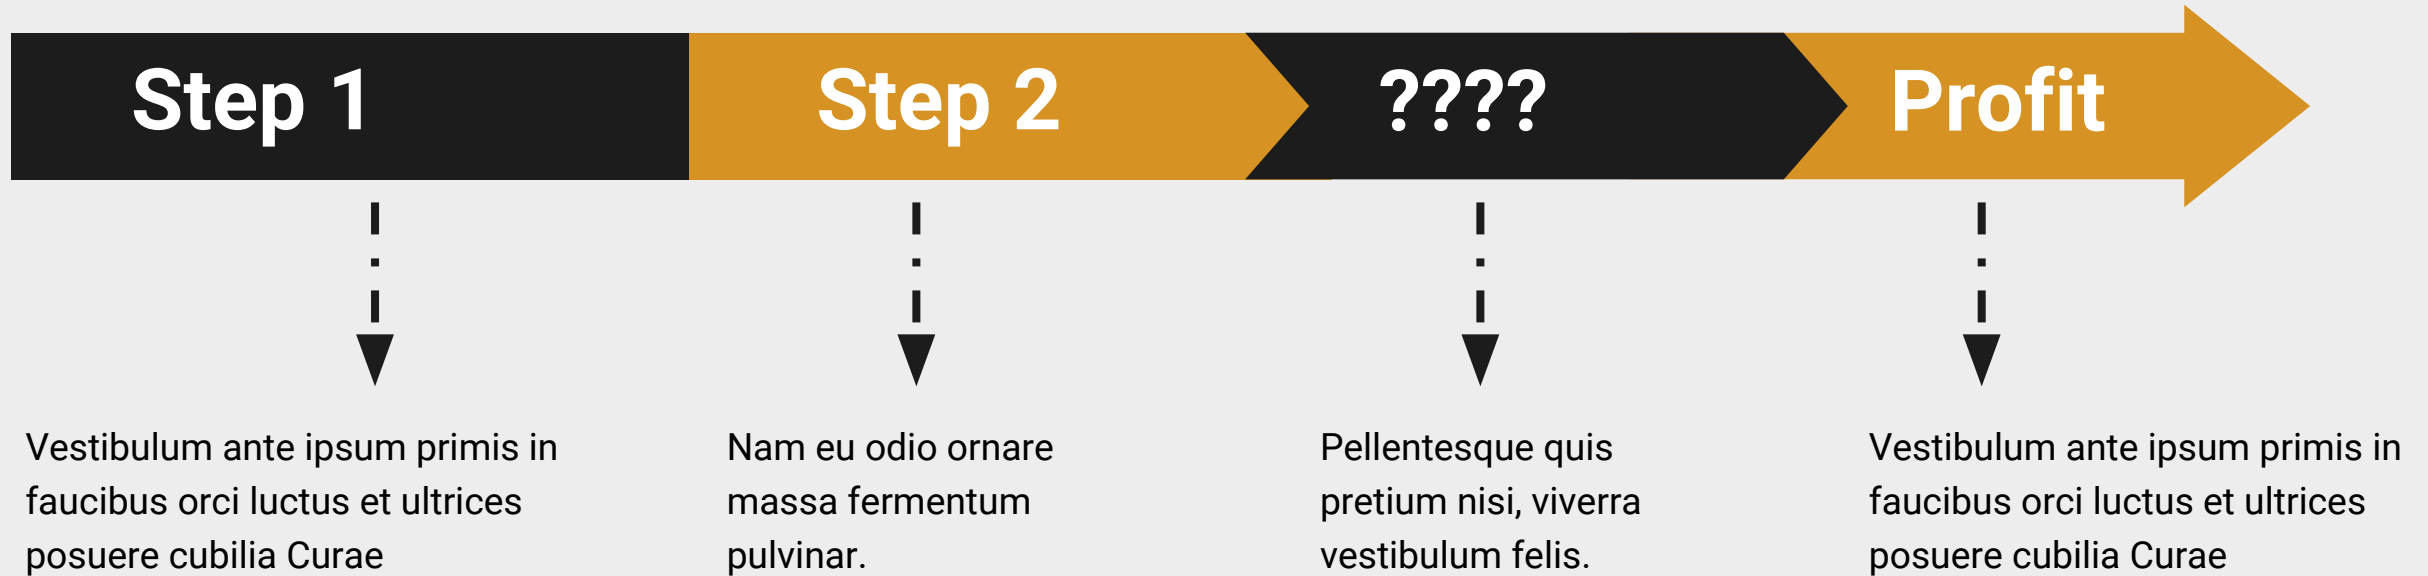 Step 1
Step 2
????
Profit
Vestibulum ante ipsum primis in
faucibus orci luctus et ultrices
posuere cubilia Curae
Nam eu odio ornare
massa fermentum
pulvinar.
Pellentesque quis
pretium nisi, viverra
vestibulum felis.
Vestibulum ante ipsum primis in
faucibus orci luctus et ultrices
posuere cubilia Curae